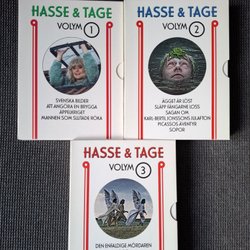 HASSE & TAGE
VOLYM 1
SVENSKA BILDER
ATT ANGÖRA EN BRYGGA
ÄPPELKRIGET
MANNEN SOM SLUTADE RÖKA
HASSE & TAGE
VOLYM 2
ÄGGET ÄR LÖST
SLÄPP FÅNGARNE LOSS
SAGAN OM
KARL-BERTIL JONSSONS JULAFTON
PICASSOS ÄVENTYR
SOPOR
HASSE & TAGE
VOLYM 3
DEN ENFALDIGE MÖRDAREN